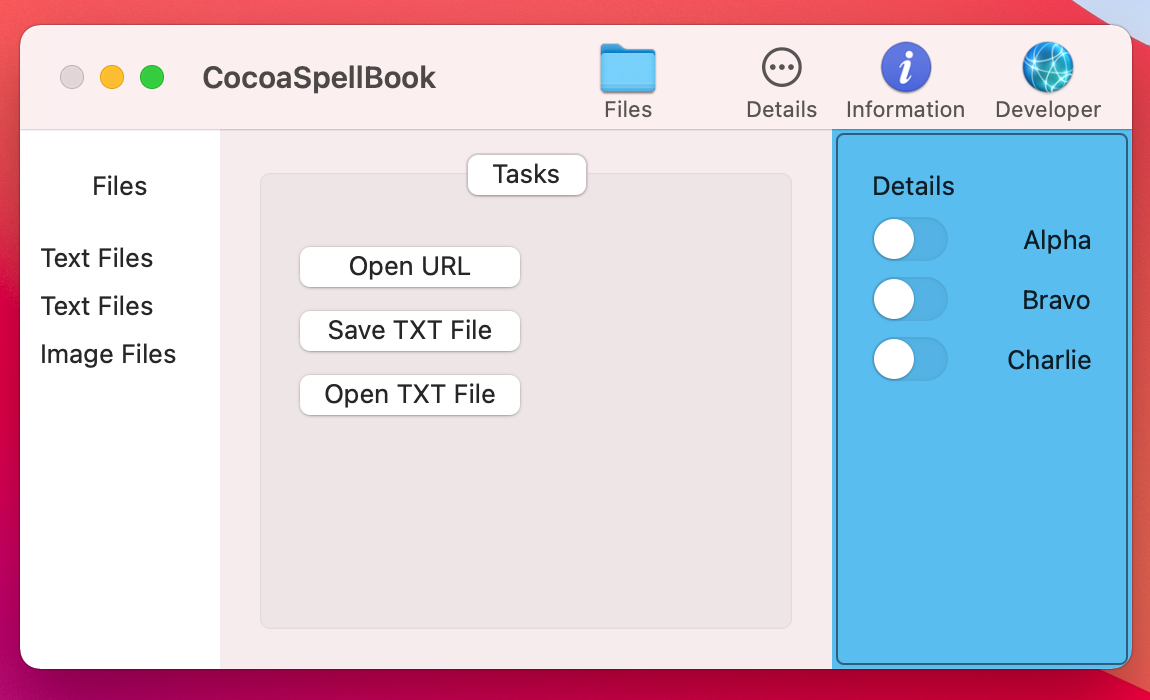 CocoaSpellBook
Files
Details
Information
Developer
Files
Text Files
Text Files
Image Files
Tasks
Open URL
Save TXT File
Open TXT File
Details
Alpha
Bravo
Charlie